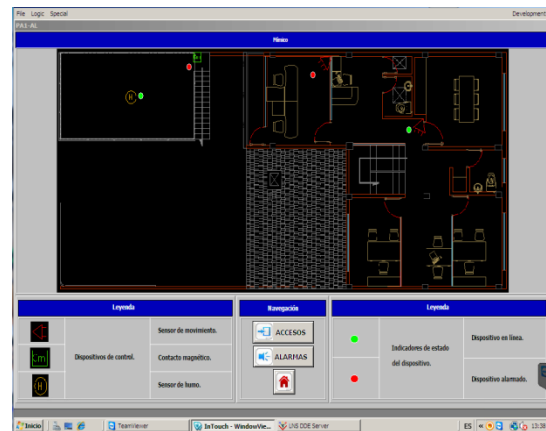 File Logic Special Development
PA1-AL
Mímico
H
Leyenda
Dispositivos de control.
Sensor de movimiento.
Contacto magnético.
Sensor de humo.
m
H
Navegación
ACCESOS
ALARMAS
Leyenda
Indicadores de estado
del dispositivo.
Dispositivo en línea.
Dispositivo alarmado.
Inicio TeamViewer InTouch - WindowVie... LNS DDE Server ES 13:38